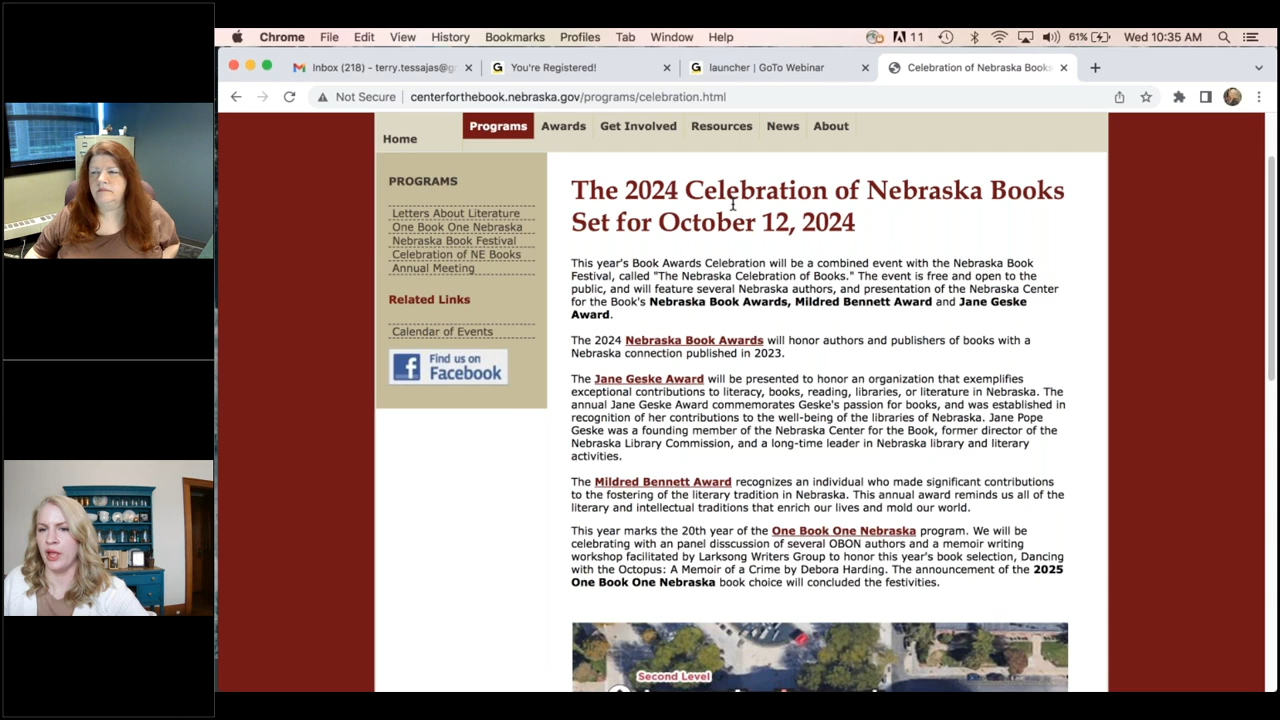 Chrome File Edit View History Bookmarks Profiles Tab Window Help 11 61% Wed 10:35 AM
Inbox (218) - terry.tessajas@gr
You're Registered!
launcher | GoTo Webinar
Celebration of Nebraska Books
Not Secure centerforthebook.nebraska.gov/programs/celebration.html
Home Programs Awards Get Involved Resources News About
PROGRAMS
Letters About Literature
One Book One Nebraska
Nebraska Book Festival
Celebration of NE Books
Annual Meeting
Related Links
Calendar of Events
Find us on
Facebook
The 2024 Celebration of Nebraska Books
Set for October 12, 2024
This year's Book Awards Celebration will be a combined event with the Nebraska Book
Festival, called "The Nebraska Celebration of Books." The event is free and open to the
public, and will feature several Nebraska authors, and presentation of the Nebraska Center
for the Book's Nebraska Book Awards, Mildred Bennett Award and Jane Geske
Award.
The 2024 Nebraska Book Awards will honor authors and publishers of books with a
Nebraska connection published in 2023.
The Jane Geske Award will be presented to honor an organization that exemplifies
exceptional contributions to literacy, books, reading, libraries, or literature in Nebraska. The
annual Jane Geske Award commemorates Geske's passion for books, and was established in
recognition of her contributions to the well-being of the libraries of Nebraska. Jane Pope
Geske was a founding member of the Nebraska Center for the Book, former director of the
Nebraska Library Commission, and a long-time leader in Nebraska library and literary
activities.
The Mildred Bennett Award recognizes an individual who made significant contributions
to the fostering of the literary tradition in Nebraska. This annual award reminds us all of the
literary and intellectual traditions that enrich our lives and mold our world.
This year marks the 20th year of the One Book One Nebraska program. We will be
celebrating with an panel disscussion of several OBON authors and a memoir writing
workshop facilitated by Larksong Writers Group to honor this year's book selection, Dancing
with the Octopus: A Memoir of a Crime by Debora Harding. The announcement of the 2025
One Book One Nebraska book choice will concluded the festivities.
Second Level